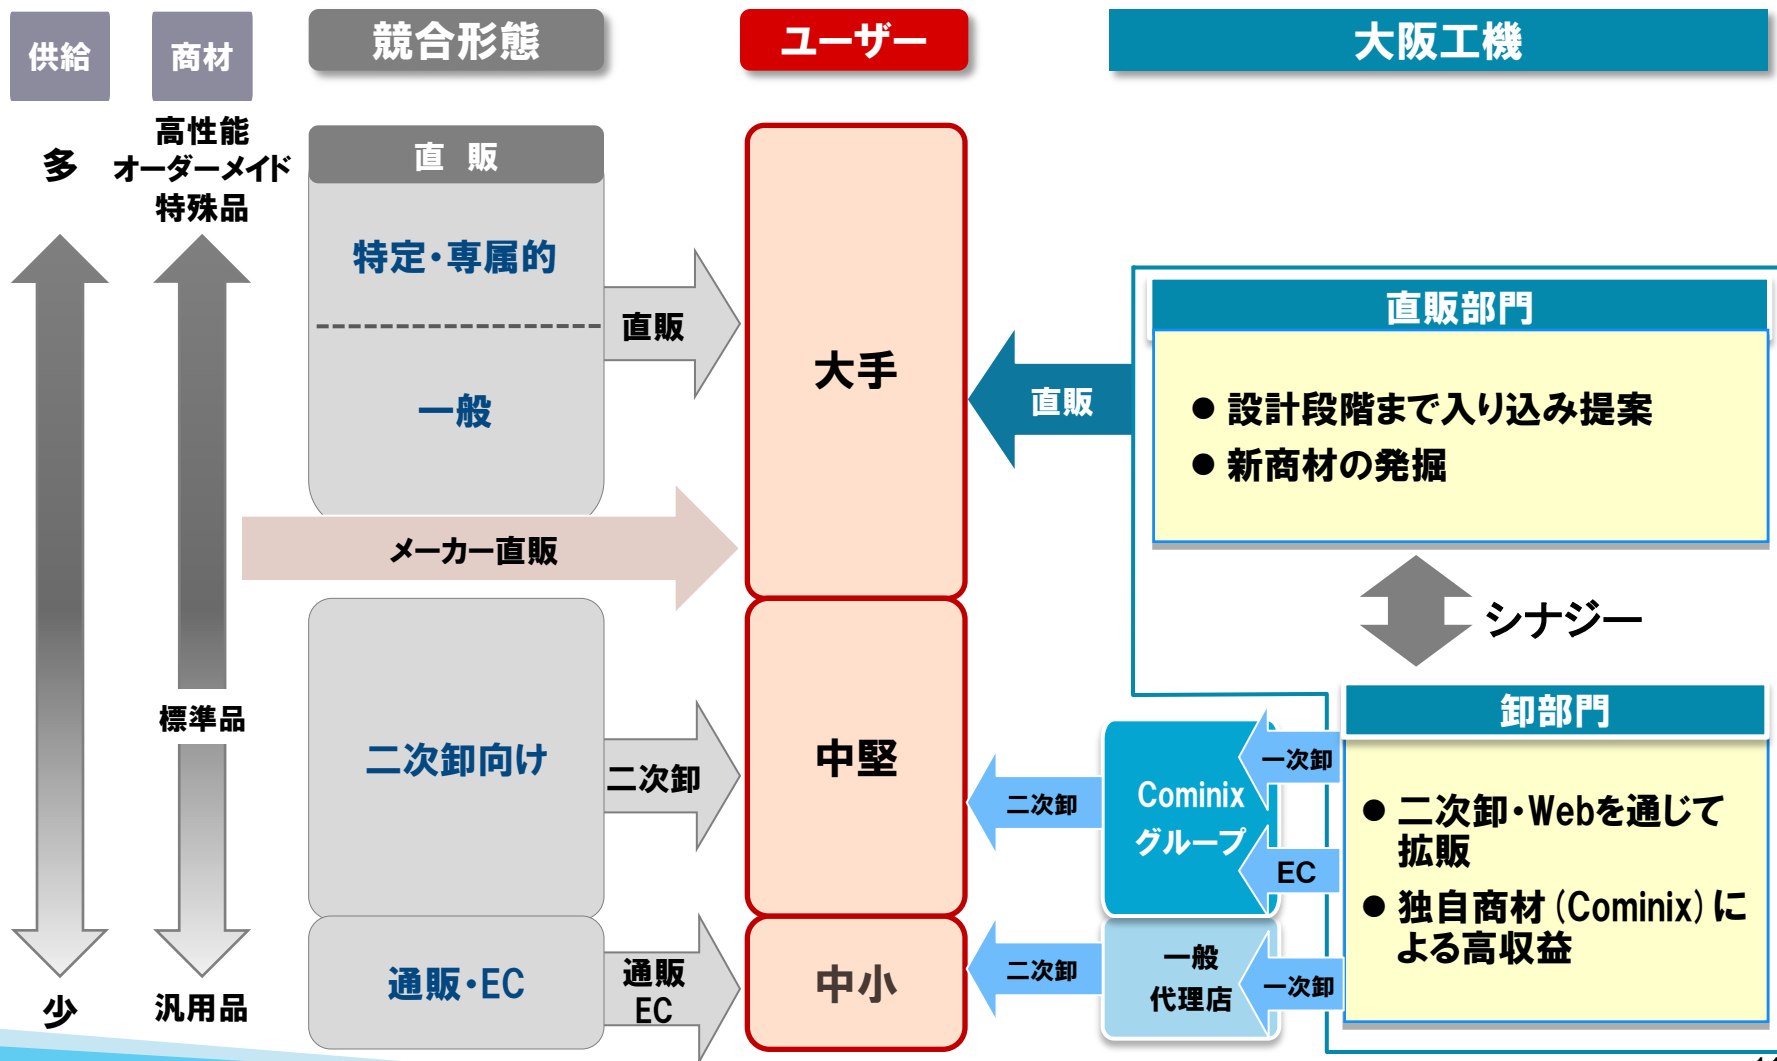 供給
商材
競合形態
ユーザー
大阪工機
多
高性能
オーダーメイド
特殊品
標準品
少
汎用品
直 販
特定・専属的
一般
直販
メーカー直販
二次卸向け
二次卸
通販・EC
通販
EC
大手
中堅
中小
直販
直販部門
● 設計段階まで入り込み提案
● 新商材の発掘
シナジー
卸部門
● 二次卸・Webを通じて
拡販
● 独自商材（Cominix）に
よる高収益
一次卸
EC
一次卸
Cominix
グループ
一般
代理店
二次卸
二次卸